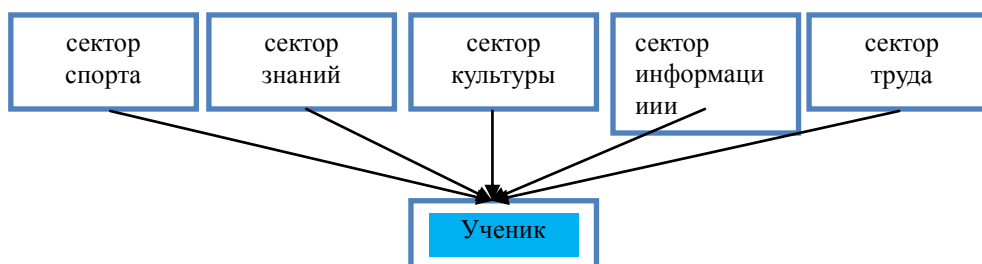 сектор
спорта
сектор
знаний
сектор
культуры
сектор
информаци
иии
сектор
труда
Ученик